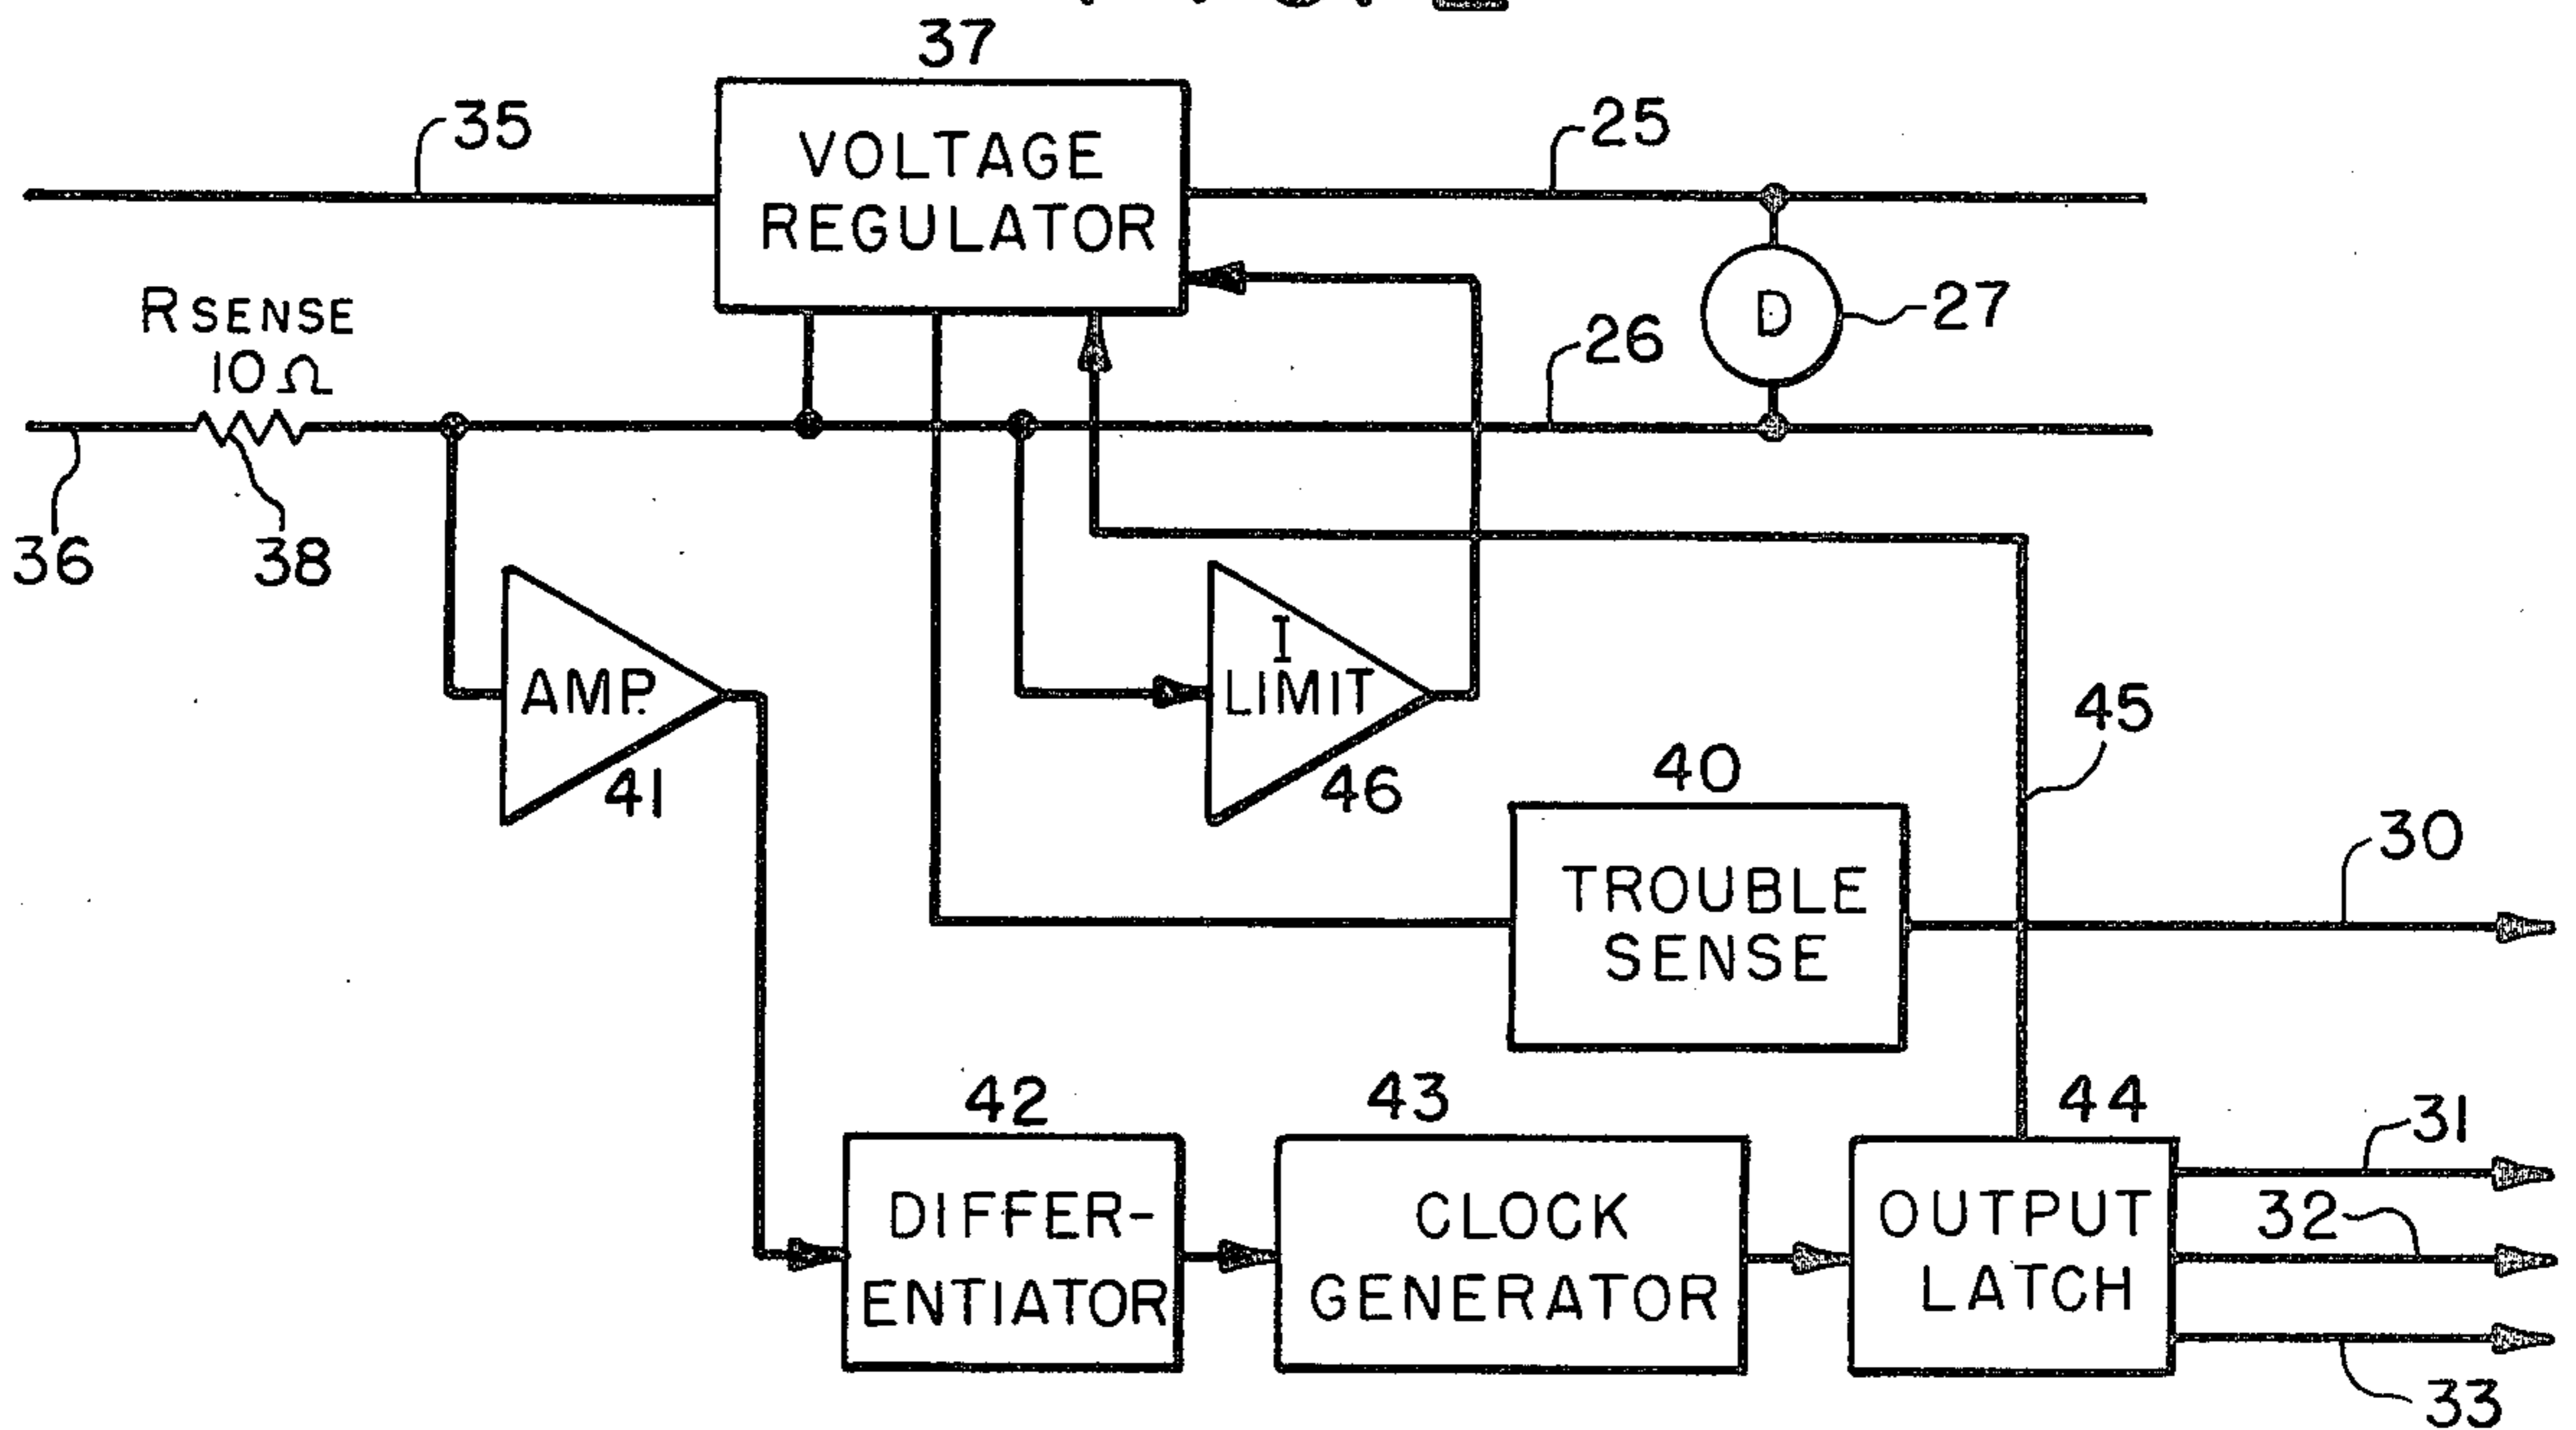 37
35
VOLTAGE
REGULATOR
25
RSENSE
10 Ω
D
27
26
36
38
AMP.
41
I
LIMIT
46
45
40
TROUBLE
SENSE
30
42
DIFFER-
ENTIATOR
43
CLOCK
GENERATOR
44
OUTPUT
LATCH
31
32
33